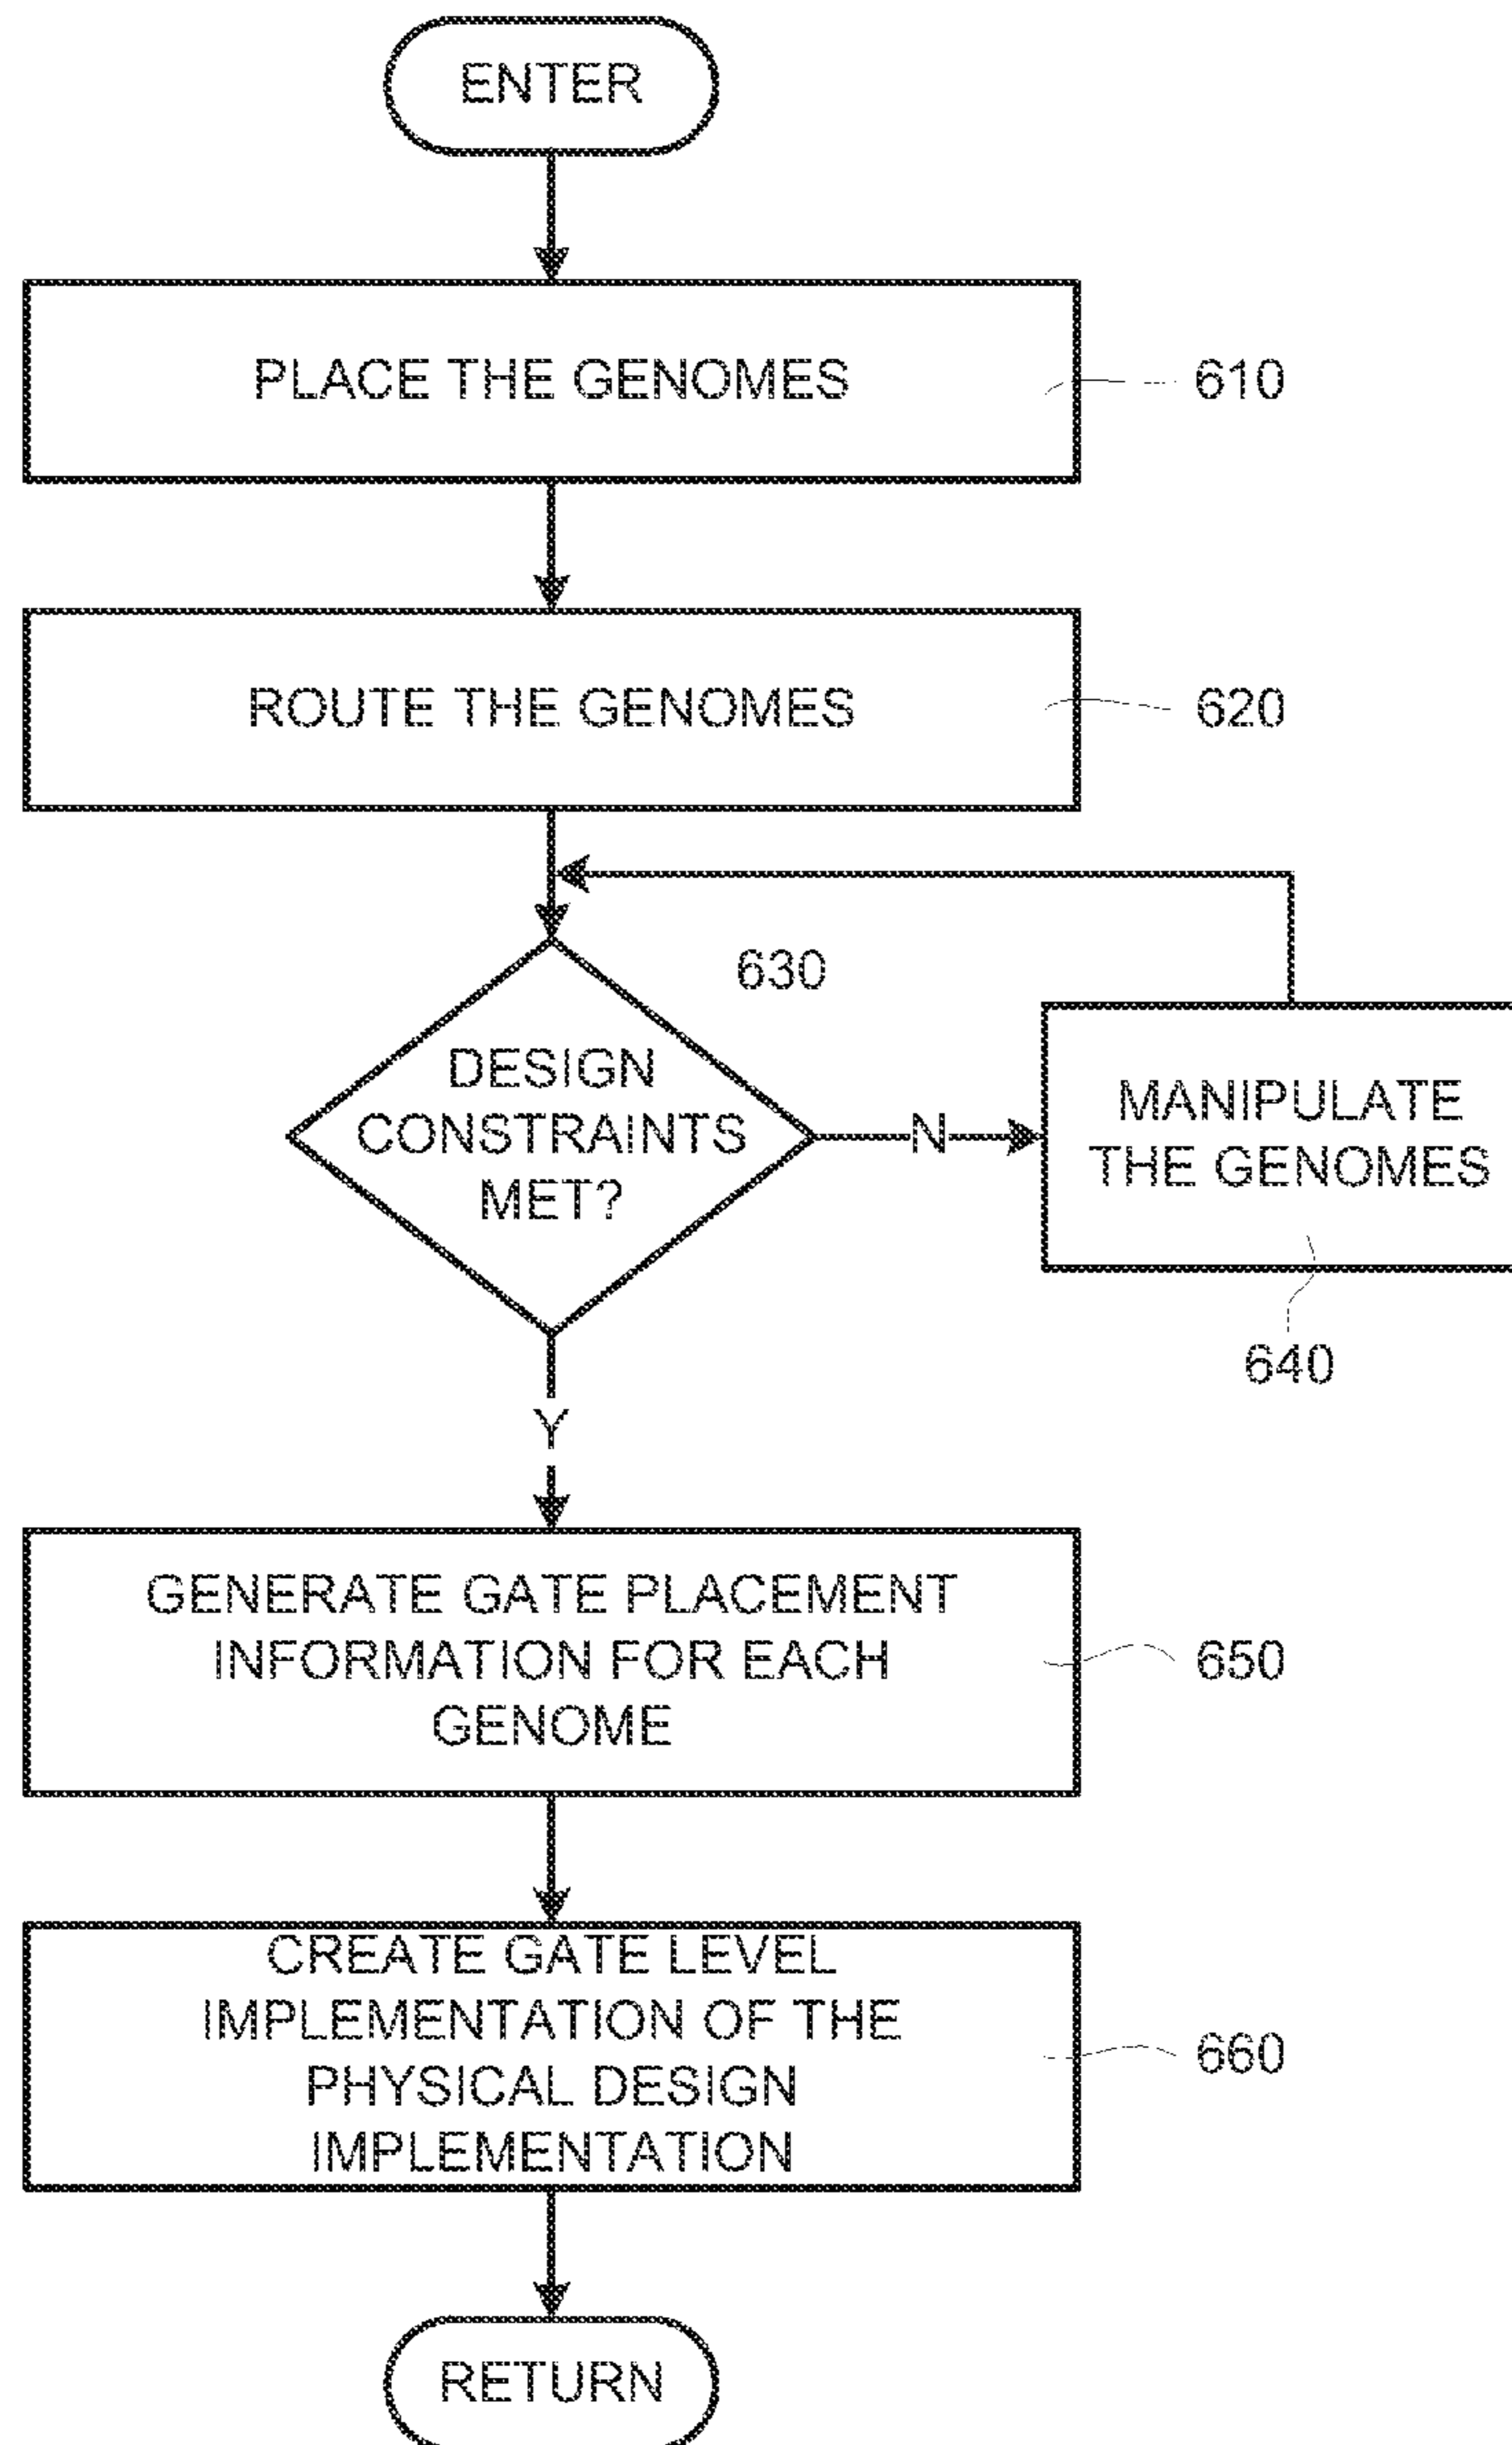 ENTER
PLACE THE GENOMES
610
ROUTE THE GENOMES
620
630
DESIGN
CONSTRAINTS
MET?
N
MANIPULATE
THE GENOMES
640
Y
GENERATE GATE PLACEMENT
INFORMATION FOR EACH
GENOME
650
CREATE GATE LEVEL
IMPLEMENTATION OF THE
PHYSICAL DESIGN
IMPLEMENTATION
660
RETURN